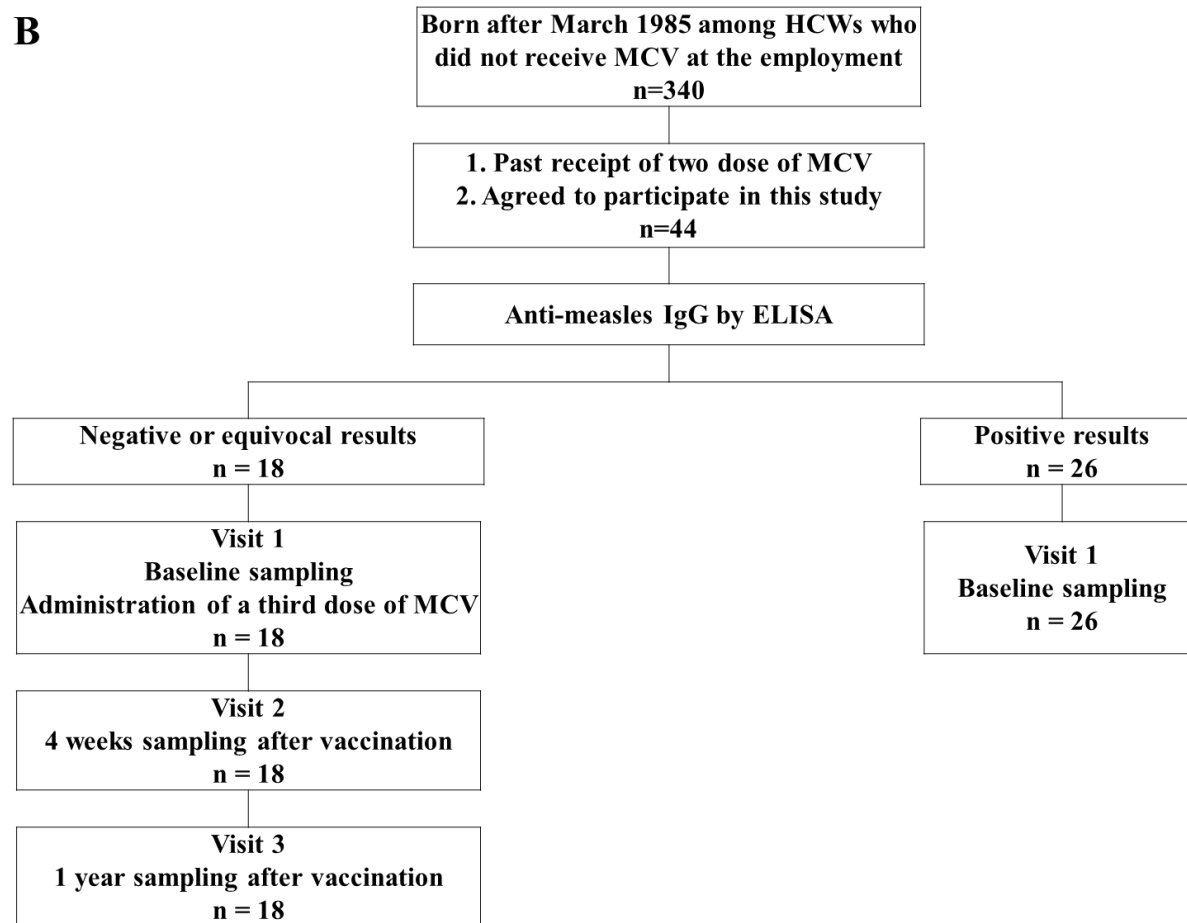 B
Born after March 1985 among HCWs who
did not receive MCV at the employment
n=340
1. Past receipt of two dose of MCV
2. Agreed to participate in this study
n=44
Anti-measles IgG by ELISA
Negative or equivocal results
n = 18
Positive results
n = 26
Visit 1
Baseline sampling
Administration of a third dose of MCV
n = 18
Visit 1
Baseline sampling
n = 26
Visit 2
4 weeks sampling after vaccination
n = 18
Visit 3
1 year sampling after vaccination
n = 18